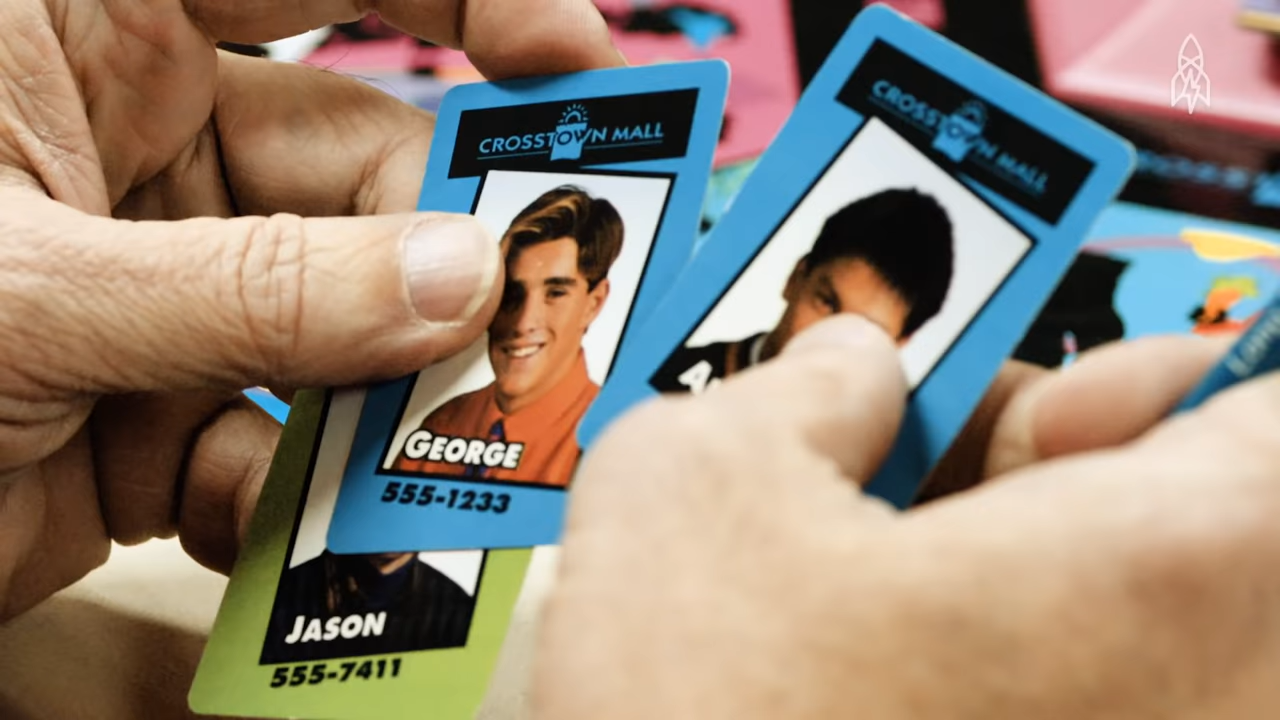 CROSSTOWN MALL
GEORGE
555-1233
CROSSTOWN MALL
JASON
555-7411